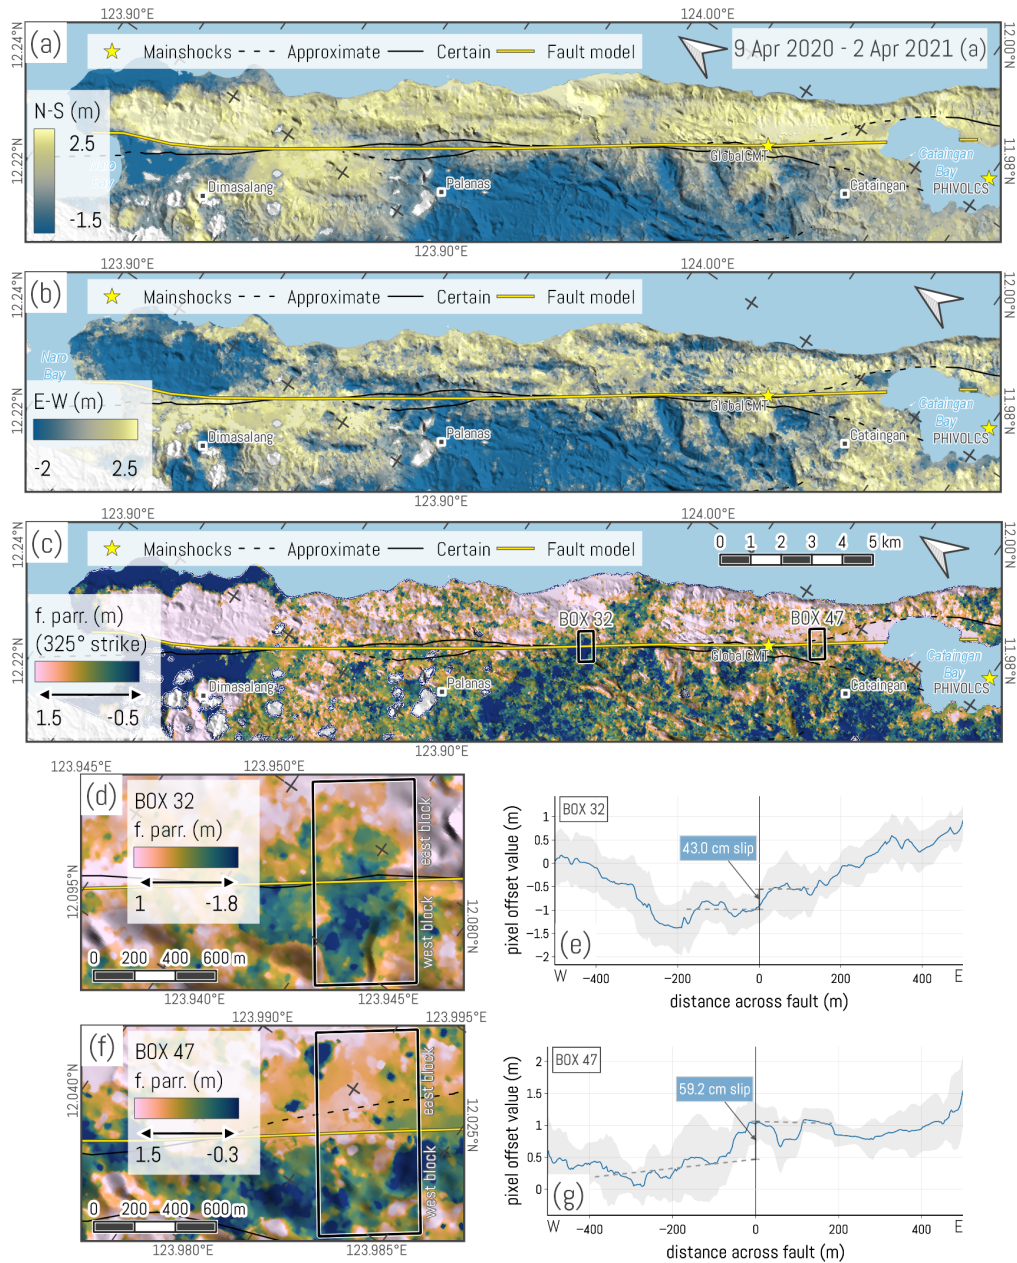 123.90°E
124.00°E
(a)
Mainshocks
Approximate
Certain
Fault model
9 Apr 2020 - 2 Apr 2021 (a)
12.24°N
12.00°N
N-S (m)
2.5
-1.5
12.22°N
11.98°N
GlobalCMT
Cataingan
Bay
PHIVOLCS
Dimasalang
Palanas
Cataingan
123.90°E
123.90°E
124.00°E
(b)
Mainshocks
Approximate
Certain
Fault model
12.24°N
12.00°N
Naro
Bay
E-W (m)
-2
2.5
12.22°N
11.98°N
GlobalCMT
Cataingan
Bay
PHIVOLCS
Dimasalang
Palanas
Cataingan
123.90°E
123.90°E
124.00°E
(c)
Mainshocks
Approximate
Certain
Fault model
0 1 2 3 4 5 km
12.24°N
12.00°N
f. parr. (m)
(325° strike)
1.5
-0.5
12.22°N
11.98°N
BOX 32
BOX 47
GlobalCMT
Cataingan
Bay
PHIVOLCS
Dimasalang
Palanas
Cataingan
123.90°E
123.945°E
123.950°E
(d)
BOX 32
f. parr. (m)
1
-1.8
east block
west block
12.095°N
12.080°N
0 200 400 600 m
123.940°E
123.945°E
BOX 32
43.0 cm slip
pixel offset value (m)
1
0.5
0
−0.5
−1
−1.5
−2
(e)
W
−400
−200
0
200
400
E
distance across fault (m)
123.990°E
123.995°E
(f)
BOX 47
f. parr. (m)
1.5
-0.3
east block
west block
12.040°N
12.025°N
0 200 400 600 m
123.980°E
123.985°E
BOX 47
59.2 cm slip
pixel offset value (m)
2
1.5
1
0.5
0
(g)
W
−400
−200
0
200
400
E
distance across fault (m)